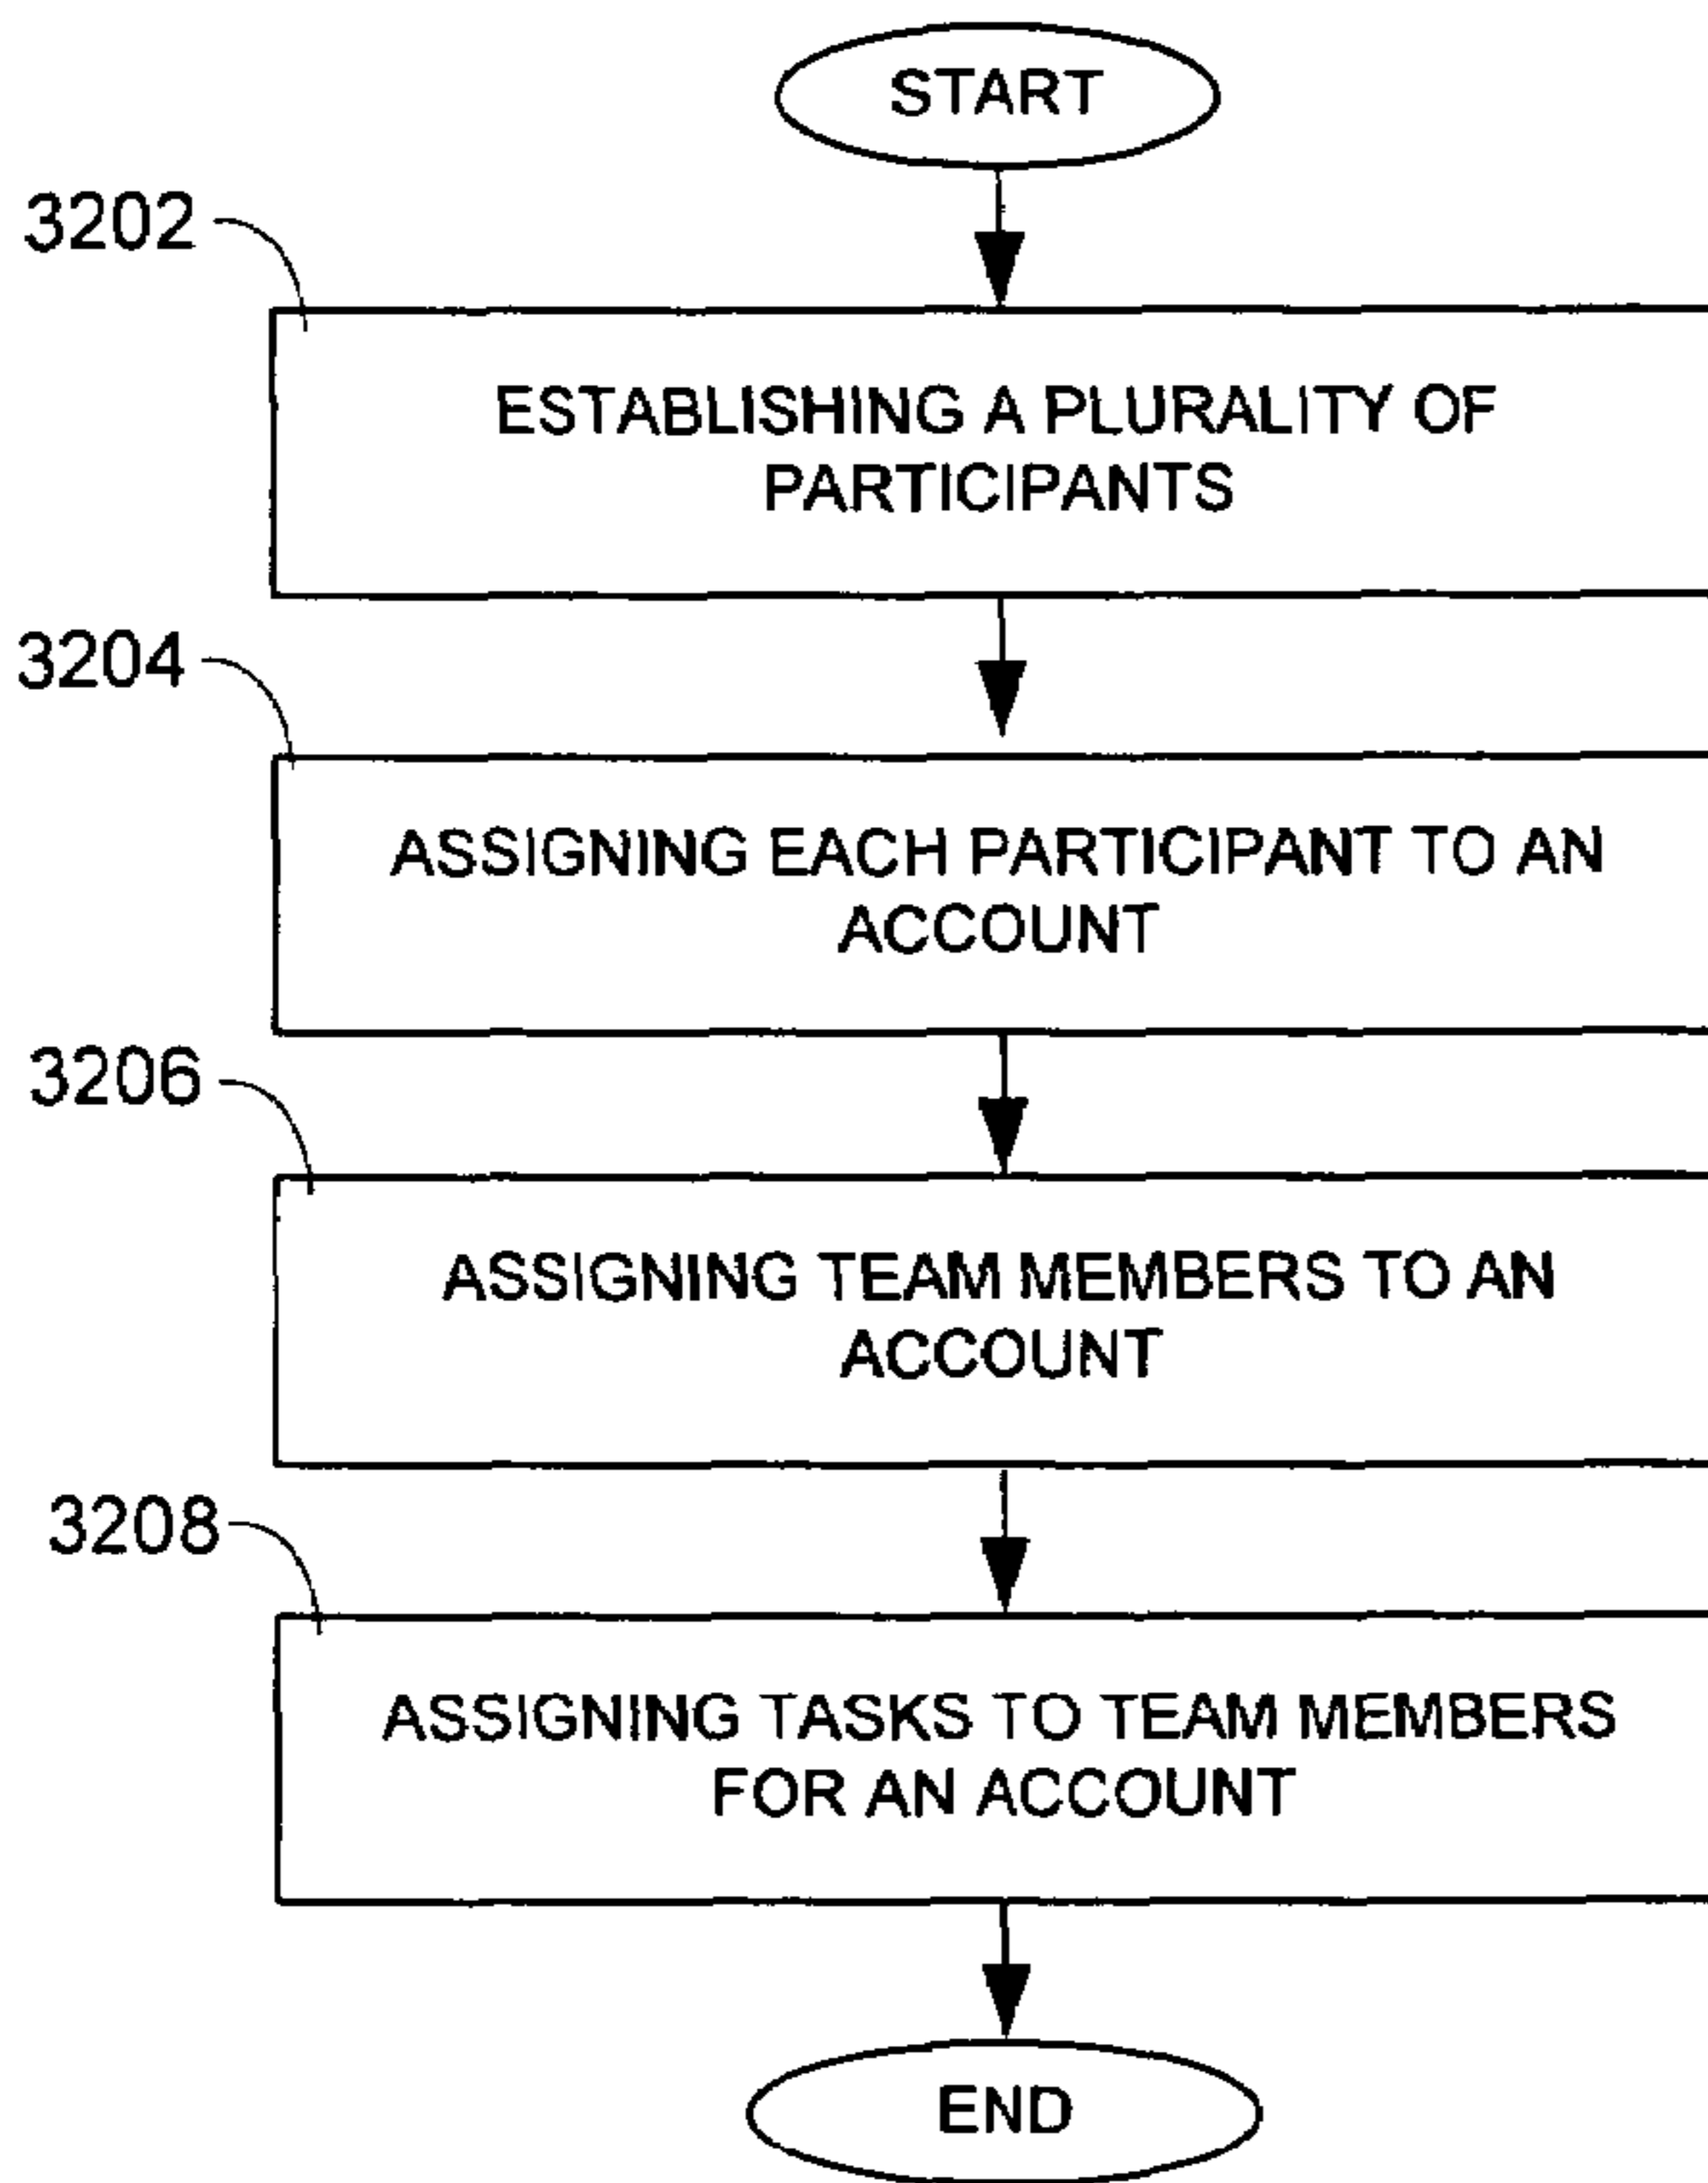 START
3202
ESTABLISHING A PLURALITY OF
PARTICIPANTS
3204
ASSIGNING EACH PARTICIPANT TO AN
ACCOUNT
3206
ASSIGNING TEAM MEMBERS TO AN
ACCOUNT
3208
ASSIGNING TASKS TO TEAM MEMBERS
FOR AN ACCOUNT
END